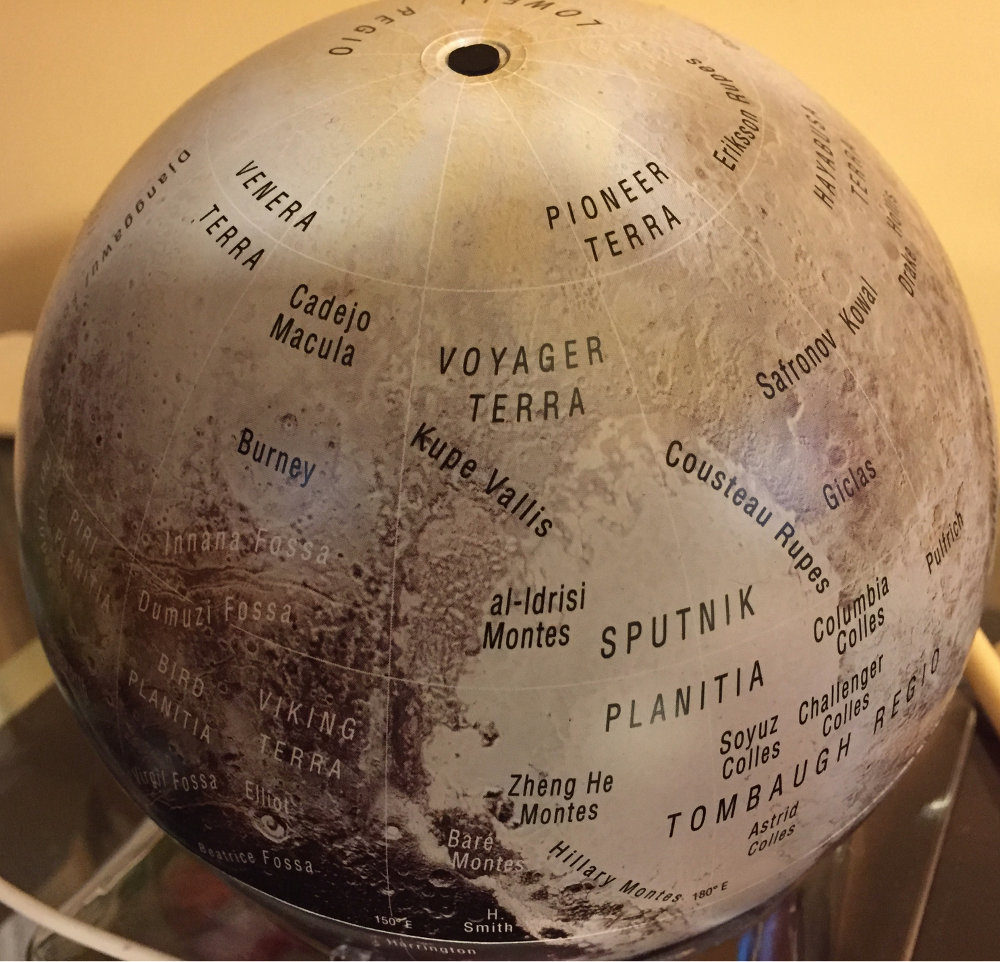 LOWELL
REGIO
Eriksson Rupes
HAYABUSA
TERRA
Djanggawul
VENERA
TERRA
PIONEER
TERRA
Hollis
Drake
Cadejo
Macula
Kowal
Safronov
VOYAGER
TERRA
Burney
Kupe Vallis
Cousteau Rupes
Giclas
Pulfrich
PIRI
PLANITIA
Innana Fossa
Dumuzi Fossa
al-Idrisi
Montes
SPUTNIK
PLANITIA
Columbia
Colles
BIRD
PLANITIA
VIKING
TERRA
Challenger
Colles
Soyuz
Colles
TOMBAUGH REGIO
Virgil Fossa
Elliot
Zheng He
Montes
Astrid
Colles
Beatrice Fossa
Baré
Montes
Hillary Montes
180° E
150° E
H.
Smith
Harrington